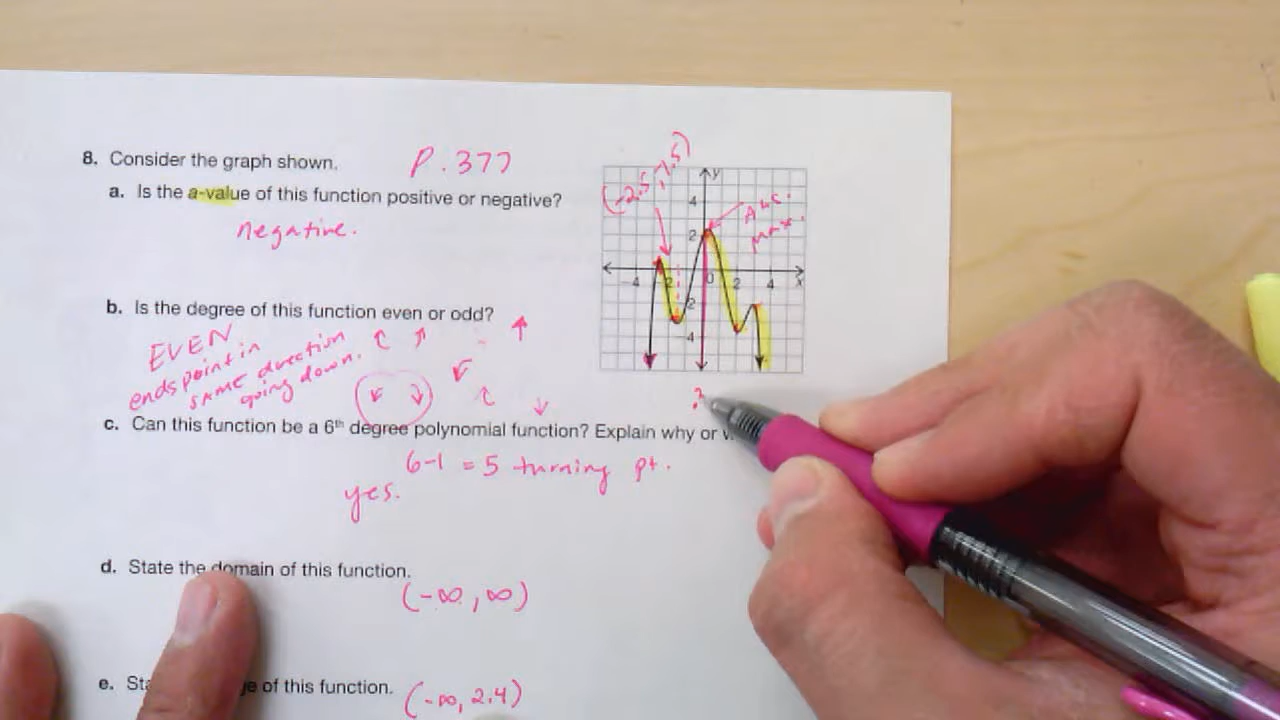 8. Consider the graph shown. P. 377
a. Is the a-value of this function positive or negative?
negative.
(-2.5, .5)
Abs.
max.
y
4
2
-4
-2
0
2
4
x
-2
-4
b. Is the degree of this function even or odd?
EVEN
ends point in
same direction
going down.
c. Can this function be a 6th degree polynomial function? Explain why or
6-1 = 5 turning pt.
yes.
d. State the domain of this function.
(-∞, ∞)
e. of this function. (-∞, 2.4)